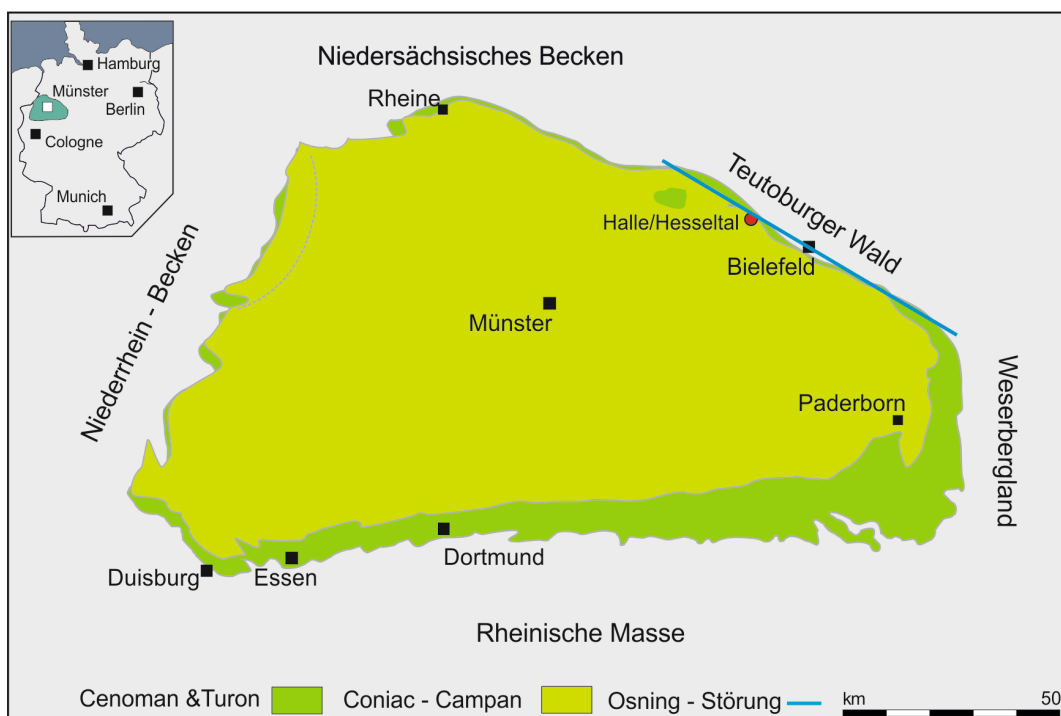 Hamburg
Münster
Berlin
Cologne
Munich
Niedersächsisches Becken
Rheine
Teutoburger Wald
Halle/Hesseltal
Bielefeld
Münster
Niederrhein - Becken
Paderborn
Weserbergland
Dortmund
Duisburg
Essen
Rheinische Masse
Cenoman &Turon
Coniac - Campan
Osning - Störung
km 50